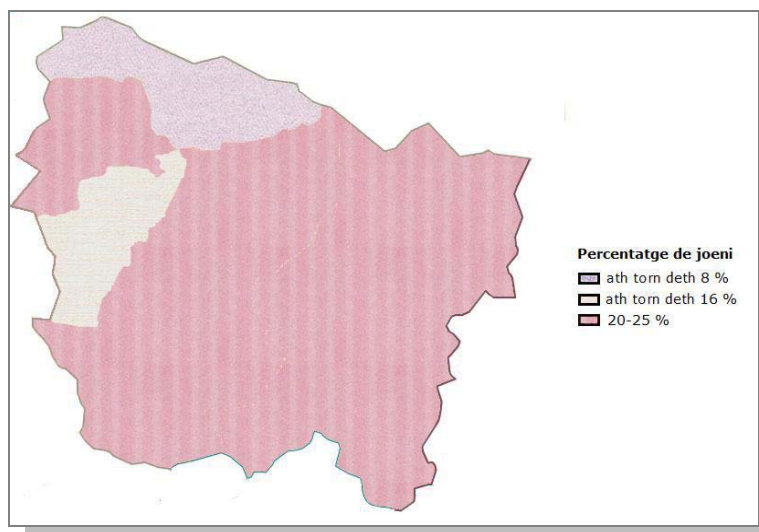 Percentatge de joeni
ath torn deth 8 %
ath torn deth 16 %
20-25 %